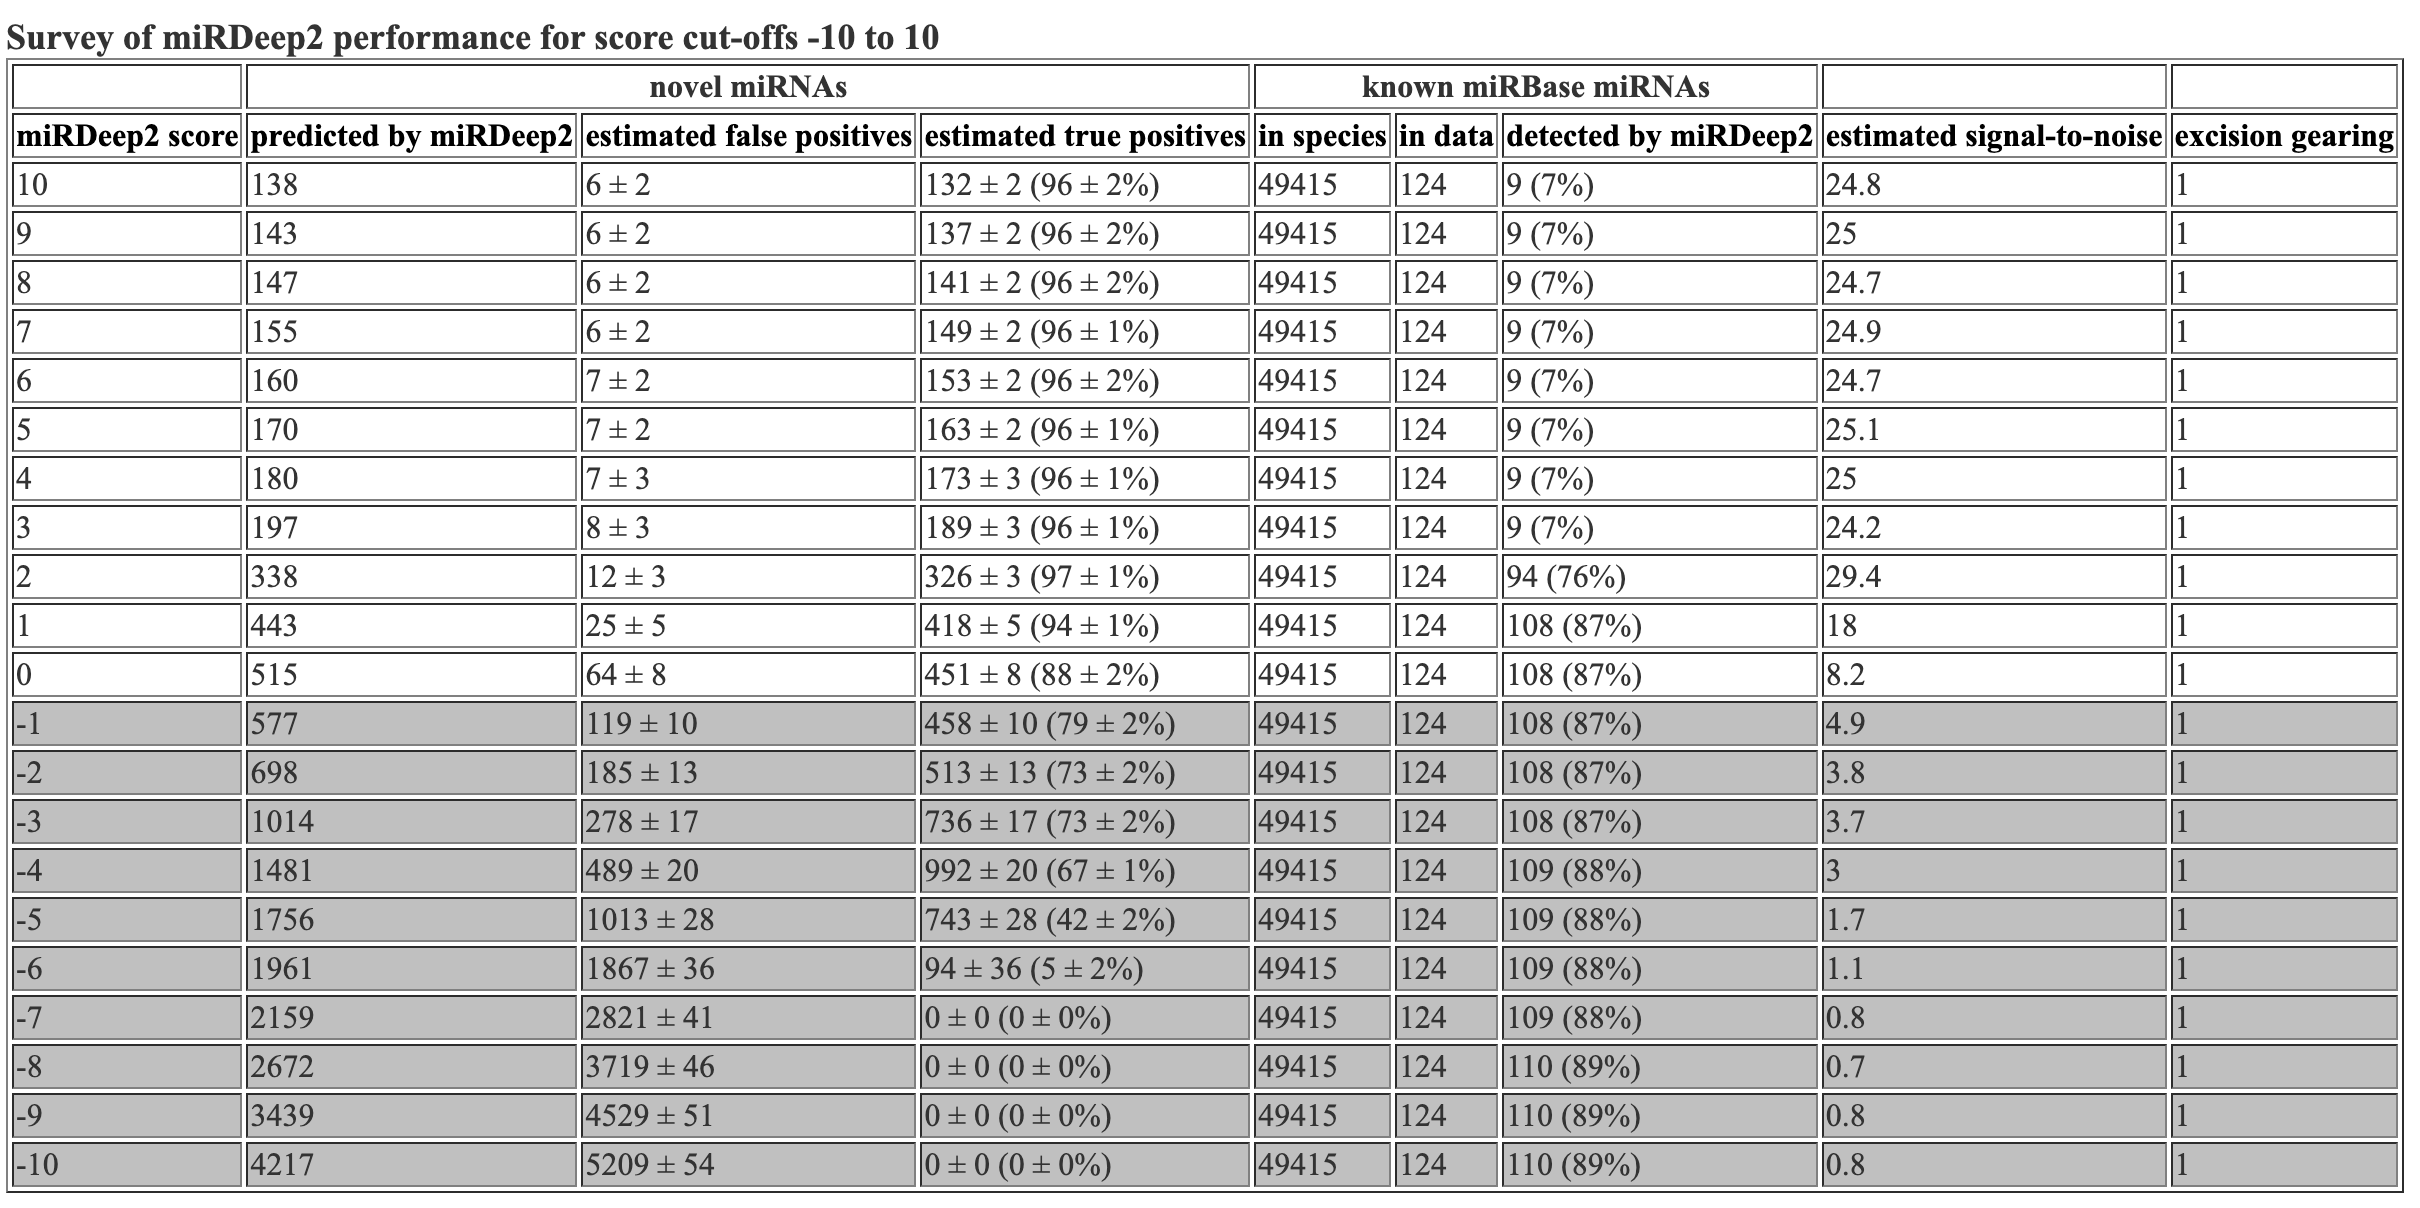 Survey of miRDeep2 performance for score cut-offs -10 to 10
novel miRNAs known miRBase miRNAs
miRDeep2 score predicted by miRDeep2 estimated false positives estimated true positives in species in data detected by miRDeep2 estimated signal-to-noise excision gearing
10 138 6 ± 2 132 ± 2 (96 ± 2%) 49415 124 9 (7%) 24.8 1
9 143 6 ± 2 137 ± 2 (96 ± 2%) 49415 124 9 (7%) 25 1
8 147 6 ± 2 141 ± 2 (96 ± 2%) 49415 124 9 (7%) 24.7 1
7 155 6 ± 2 149 ± 2 (96 ± 1%) 49415 124 9 (7%) 24.9 1
6 160 7 ± 2 153 ± 2 (96 ± 2%) 49415 124 9 (7%) 24.7 1
5 170 7 ± 2 163 ± 2 (96 ± 1%) 49415 124 9 (7%) 25.1 1
4 180 7 ± 3 173 ± 3 (96 ± 1%) 49415 124 9 (7%) 25 1
3 197 8 ± 3 189 ± 3 (96 ± 1%) 49415 124 9 (7%) 24.2 1
2 338 12 ± 3 326 ± 3 (97 ± 1%) 49415 124 94 (76%) 29.4 1
1 443 25 ± 5 418 ± 5 (94 ± 1%) 49415 124 108 (87%) 18 1
0 515 64 ± 8 451 ± 8 (88 ± 2%) 49415 124 108 (87%) 8.2 1
-1 577 119 ± 10 458 ± 10 (79 ± 2%) 49415 124 108 (87%) 4.9 1
-2 698 185 ± 13 513 ± 13 (73 ± 2%) 49415 124 108 (87%) 3.8 1
-3 1014 278 ± 17 736 ± 17 (73 ± 2%) 49415 124 108 (87%) 3.7 1
-4 1481 489 ± 20 992 ± 20 (67 ± 1%) 49415 124 109 (88%) 3 1
-5 1756 1013 ± 28 743 ± 28 (42 ± 2%) 49415 124 109 (88%) 1.7 1
-6 1961 1867 ± 36 94 ± 36 (5 ± 2%) 49415 124 109 (88%) 1.1 1
-7 2159 2821 ± 41 0 ± 0 (0 ± 0%) 49415 124 109 (88%) 0.8 1
-8 2672 3719 ± 46 0 ± 0 (0 ± 0%) 49415 124 110 (89%) 0.7 1
-9 3439 4529 ± 51 0 ± 0 (0 ± 0%) 49415 124 110 (89%) 0.8 1
-10 4217 5209 ± 54 0 ± 0 (0 ± 0%) 49415 124 110 (89%) 0.8 1